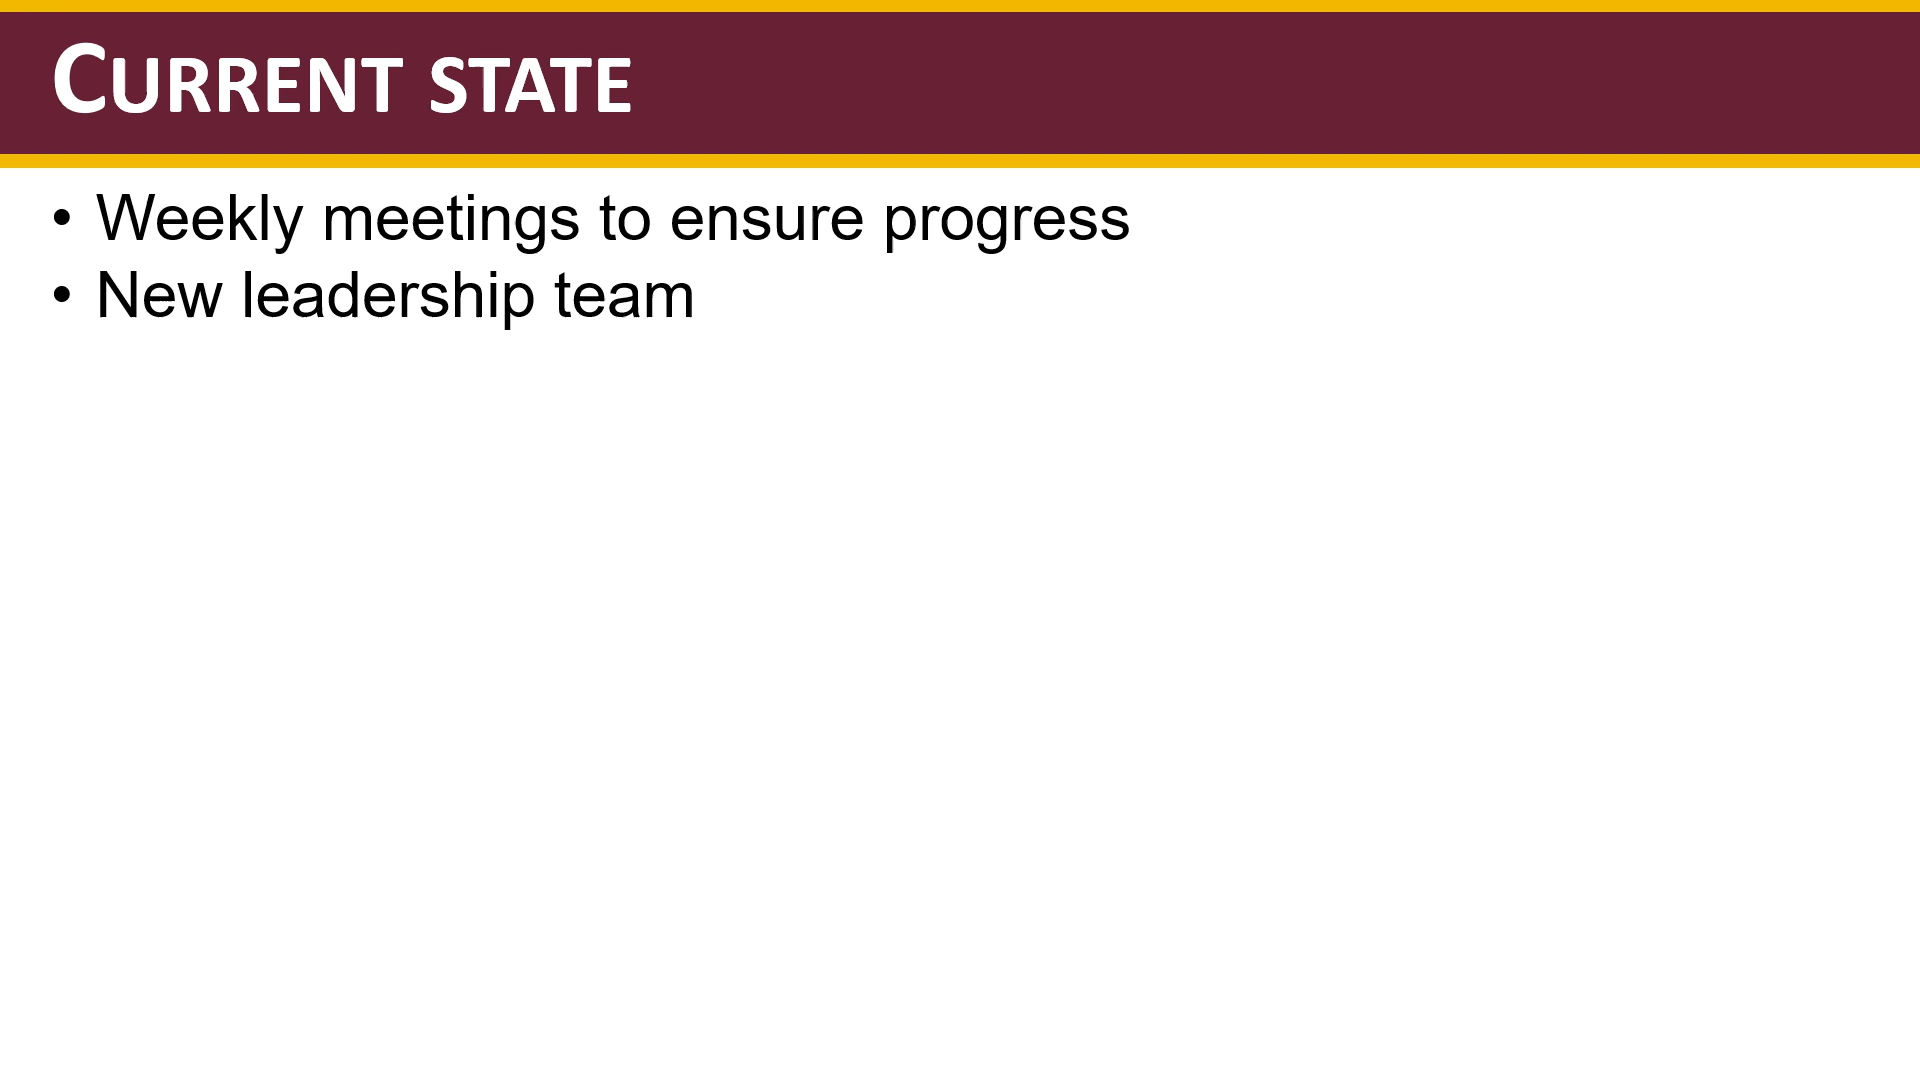 Current state
• Weekly meetings to ensure progress
• New leadership team